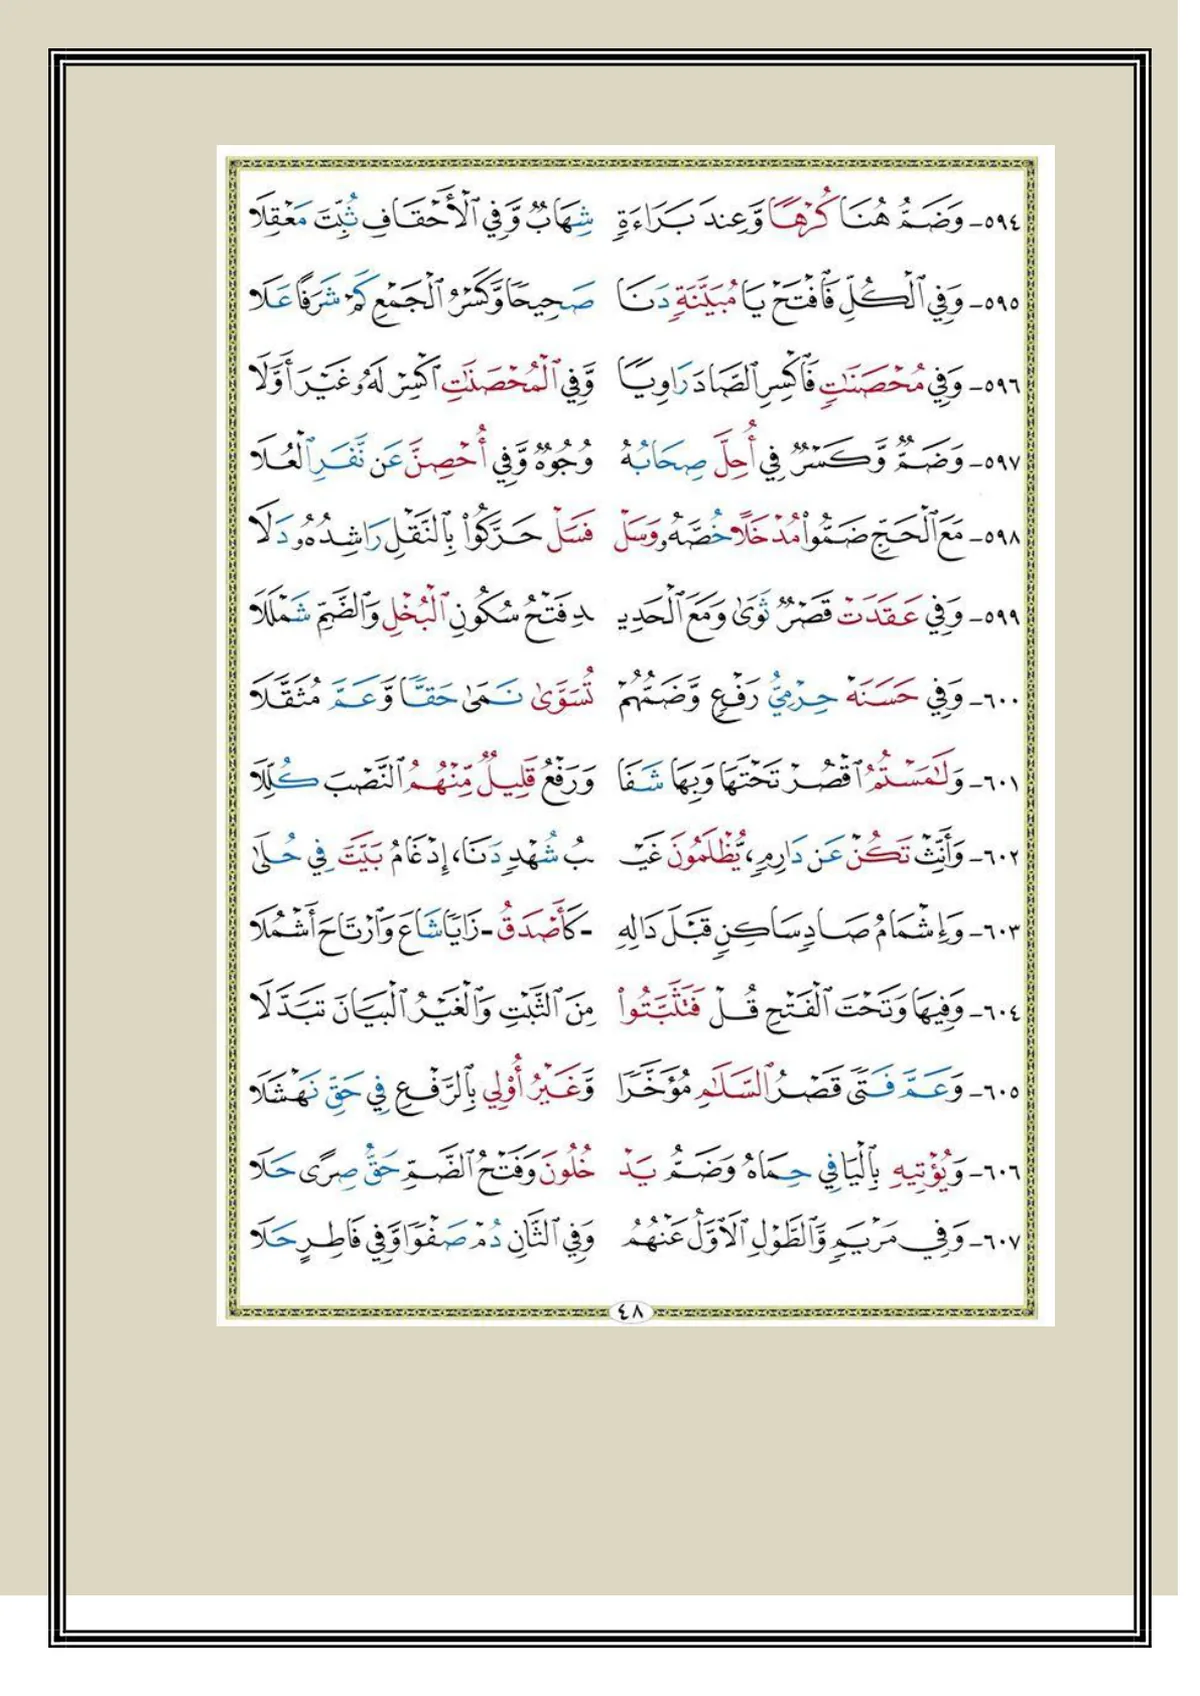 ٥٩٤- وَضَمُّ هُنَا كُرْهًا وَعِندَ بَرَاءَةٍ شِهَابٌ وَفِي الْأَحْقَافِ ثُبِّتَ مَعْقِلَا
٥٩٥- وَفِي الْكُلِّ فَافْتَحْ يَا مُبَيَّنَةٍ دَنَا صَحِيحًا وَكَسْرُ الْجَمْعِ كَمْ شَرَفًا عَلَا
٥٩٦- وَفِي مُحْصَنَاتٍ فَاكْسِرِ الصَّادَ رَاوِيًا وَفِي الْمُحْصَنَاتِ اكْسِرْ لَهُ غَيْرَ أَوَّلَا
٥٩٧- وَضَمٌّ وَكَسْرٌ فِي أُحِلَّ صِحَابُهُ وُجُوهٌ وَفِي أُحْصِنَّ عَن نَّفَرِ الْعُلَا
٥٩٨- مَعَ الْحَجِّ ضَمُّوا مُدْخَلًا خُصَّهُ وَسَلْ فَسَلْ حَرَّكُوا بِالنَّقْلِ رَاشِدُهُ دَلَا
٥٩٩- وَفِي عَقَدَتْ قَصْرٌ ثَوَى وَمَعَ الْحَدِيـ ـدِ فَتْحُ سُكُونِ الْبُخْلِ وَالضَّمِّ شَمْلَلَا
٦٠٠- وَفِي حَسَنَهْ حِرْمِيُّ رَفْعٍ وَضَمُّهُمْ تُسَوَّى نَمَى حَقًّا وَعَمَّ مُثَقَّلَا
٦٠١- وَلَامَسْتُمُ اقْصُرْ تَحْتَهَا وَبِهَا شَفَا وَرَفْعُ قَلِيلٌ مِّنْهُمُ النَّصْبَ كُلِّلَا
٦٠٢- وَأَنِّثْ تَكُنْ عَن دَارِمٍ، يُظْلَمُونَ غَيْـ ـبُ شُهْدٍ دَنَا، إِدْغَامُ بَيَّتَ فِي حُلَى
٦٠٣- وَإِشْمَامُ صَادٍ سَاكِنٍ قَبْلَ دَالِهِ -كَأَصْدَقُ- زَايًا شَاعَ وَارْتَاحَ أَشْمُلَا
٦٠٤- وَفِيهَا وَتَحْتَ الْفَتْحِ قُلْ فَتَثَبَّتُوا مِنَ الثَّبْتِ وَالْغَيْرُ الْبَيَانَ تَبَدَّلَا
٦٠٥- وَعَمَّ فَتًى قَصْرُ السَّلَامِ مُؤَخَّرًا وَغَيْرُ أُوْلِي بِالرَّفْعِ فِي حَقِّ نَهْشَلَا
٦٠٦- وَيُؤْتِيهِ بِالْيَا فِي حِمَاهُ وَضَمُّ يَدْ خُلُونَ وَفَتْحُ الضَّمِّ حَقُّ صِرًى حَلَا
٦٠٧- وَفِي مَرْيَمٍ وَالطَّوْلِ الَاوَّلُ عَنْهُمُ وَفِي الثَّانِ دُمْ صَفْوًا وَفِي فَاطِرٍ حَلَا
٤٨